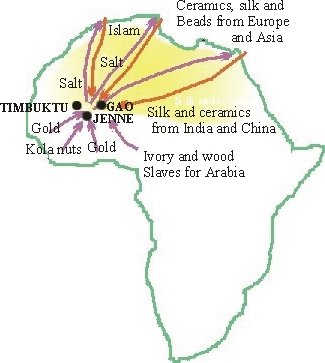 Ceramics, silk and
Beads from Europe
and Asia
Islam
Salt
Salt
TIMBUKTU
GAO
JENNE
Silk and ceramics
from India and China
Gold
Kola nuts
Gold
Ivory and wood
Slaves for Arabia